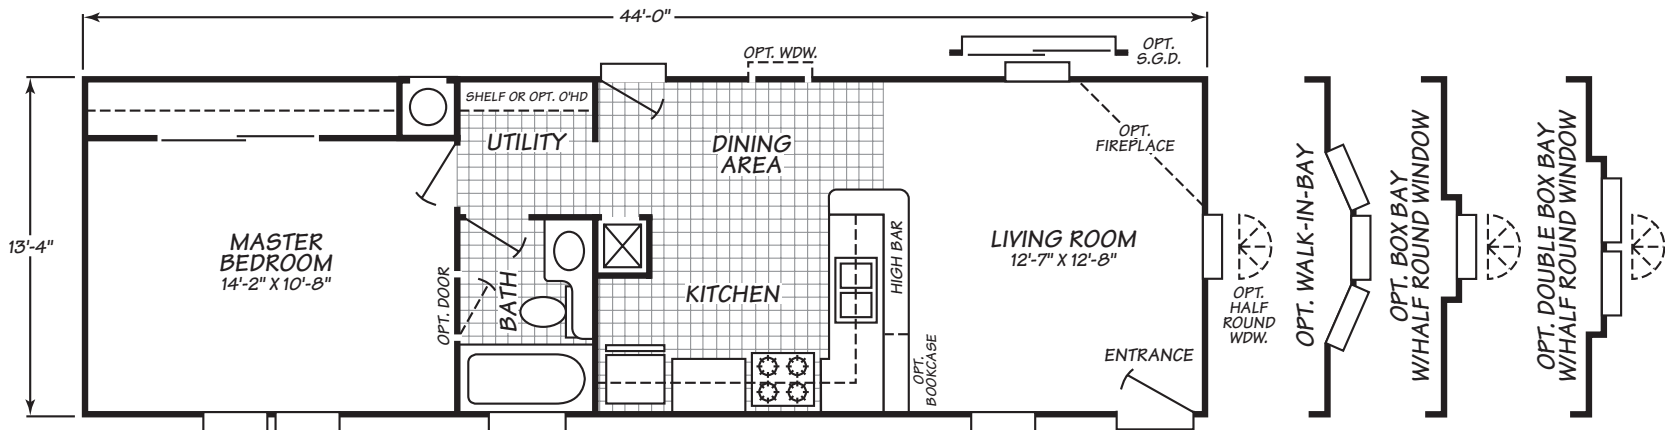 44'-0"
OPT. WDW.
OPT.
S.G.D.
SHELF OR OPT. O'HD
UTILITY
DINING
AREA
OPT.
FIREPLACE
13'-4"
MASTER
BEDROOM
14'-2" X 10'-8"
OPT. DOOR
BATH
KITCHEN
HIGH BAR
OPT.
BOOKCASE
LIVING ROOM
12'-7" X 12'-8"
ENTRANCE
OPT.
HALF
ROUND
WDW.
OPT. WALK-IN-BAY
OPT. BOX BAY
W/HALF ROUND WINDOW
OPT. DOUBLE BOX BAY
W/HALF ROUND WINDOW